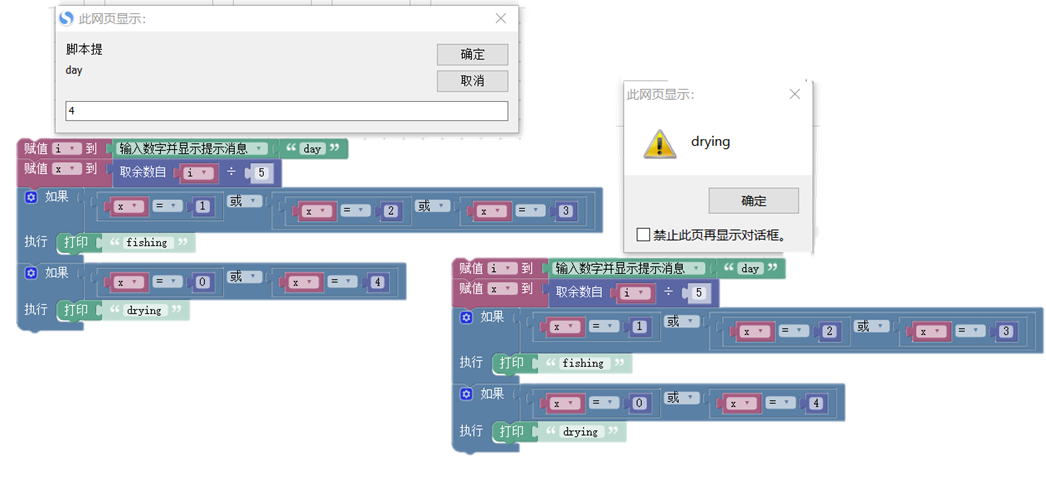 此网页显示:
脚本提
day
确定
取消
4
赋值 i 到 输入数字并显示提示消息 “ day ”
赋值 x 到 取余数自 i ÷ 5
如果 x = 1 或 x = 2 或 x = 3
执行 打印 “ fishing ”
如果 x = 0 或 x = 4
执行 打印 “ drying ”
此网页显示:
drying
确定
禁止此页再显示对话框。
赋值 i 到 输入数字并显示提示消息 “ day ”
赋值 x 到 取余数自 i ÷ 5
如果 x = 1 或 x = 2 或 x = 3
执行 打印 “ fishing ”
如果 x = 0 或 x = 4
执行 打印 “ drying ”